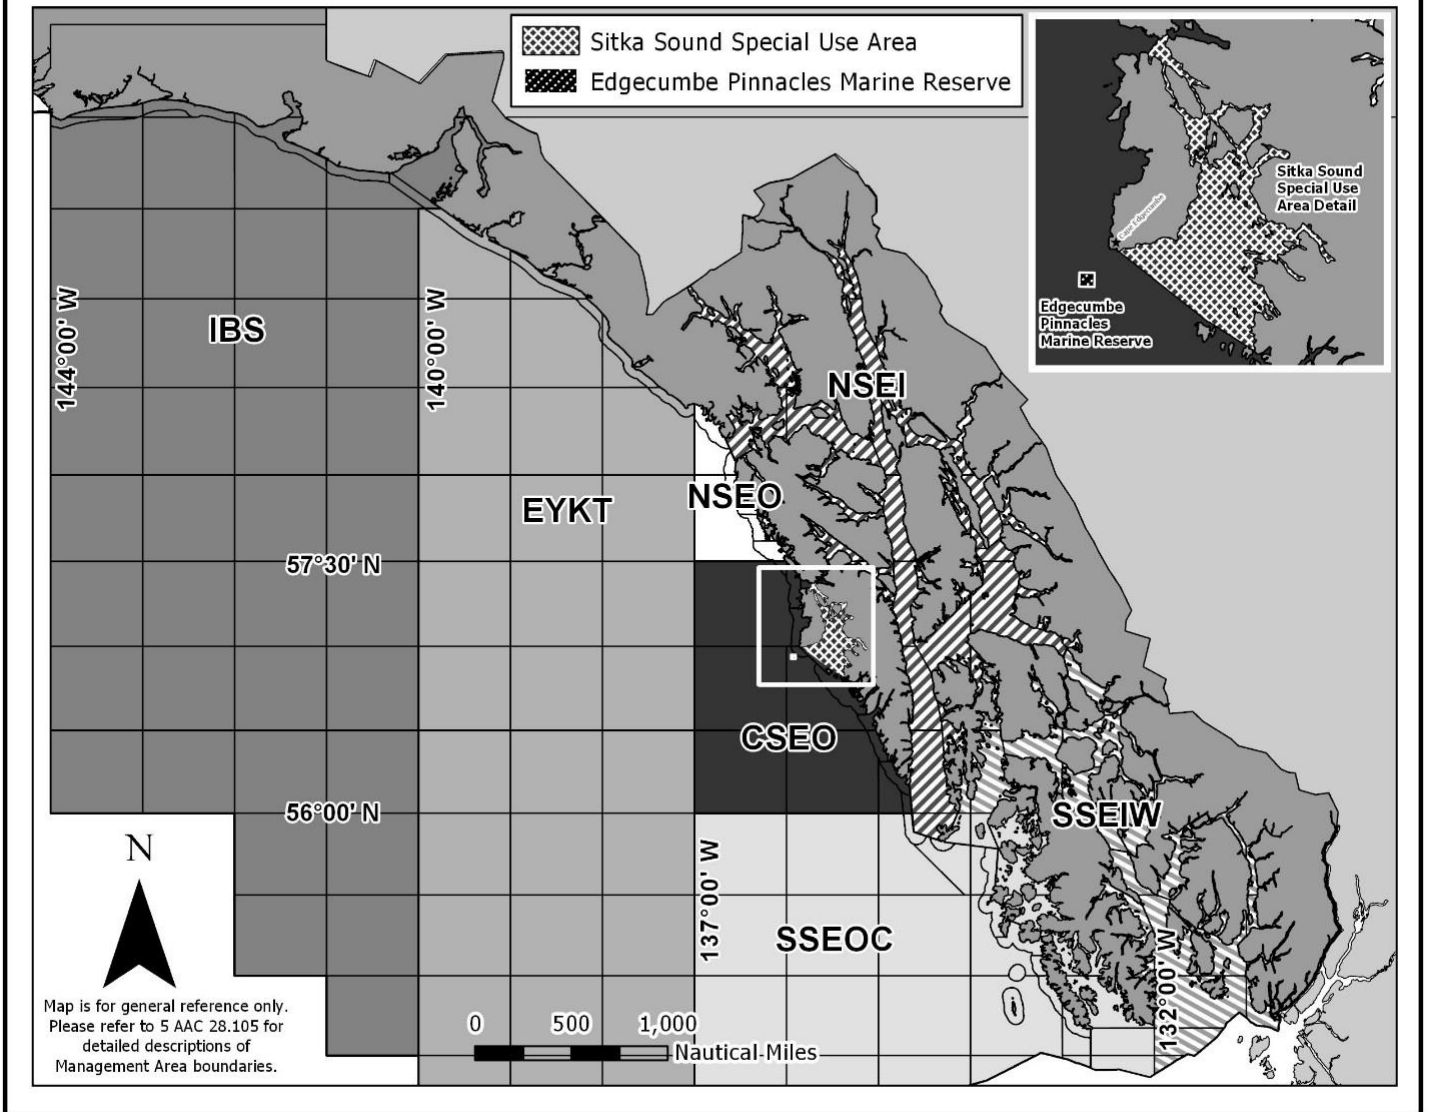 Sitka Sound Special Use Area
Edgecumbe Pinnacles Marine Reserve
Sitka Sound
Special Use
Area Detail
Cape Edgecumbe
Edgecumbe
Pinnacles
Marine Reserve
144°00' W
IBS
140°00' W
NSEI
EYKT
NSEO
57°30' N
CSEO
56°00' N
SSEIW
N
137°00' W
SSEOC
132°00' W
Map is for general reference only.
Please refer to 5 AAC 28.105 for
detailed descriptions of
Management Area boundaries.
0 500 1,000
Nautical Miles